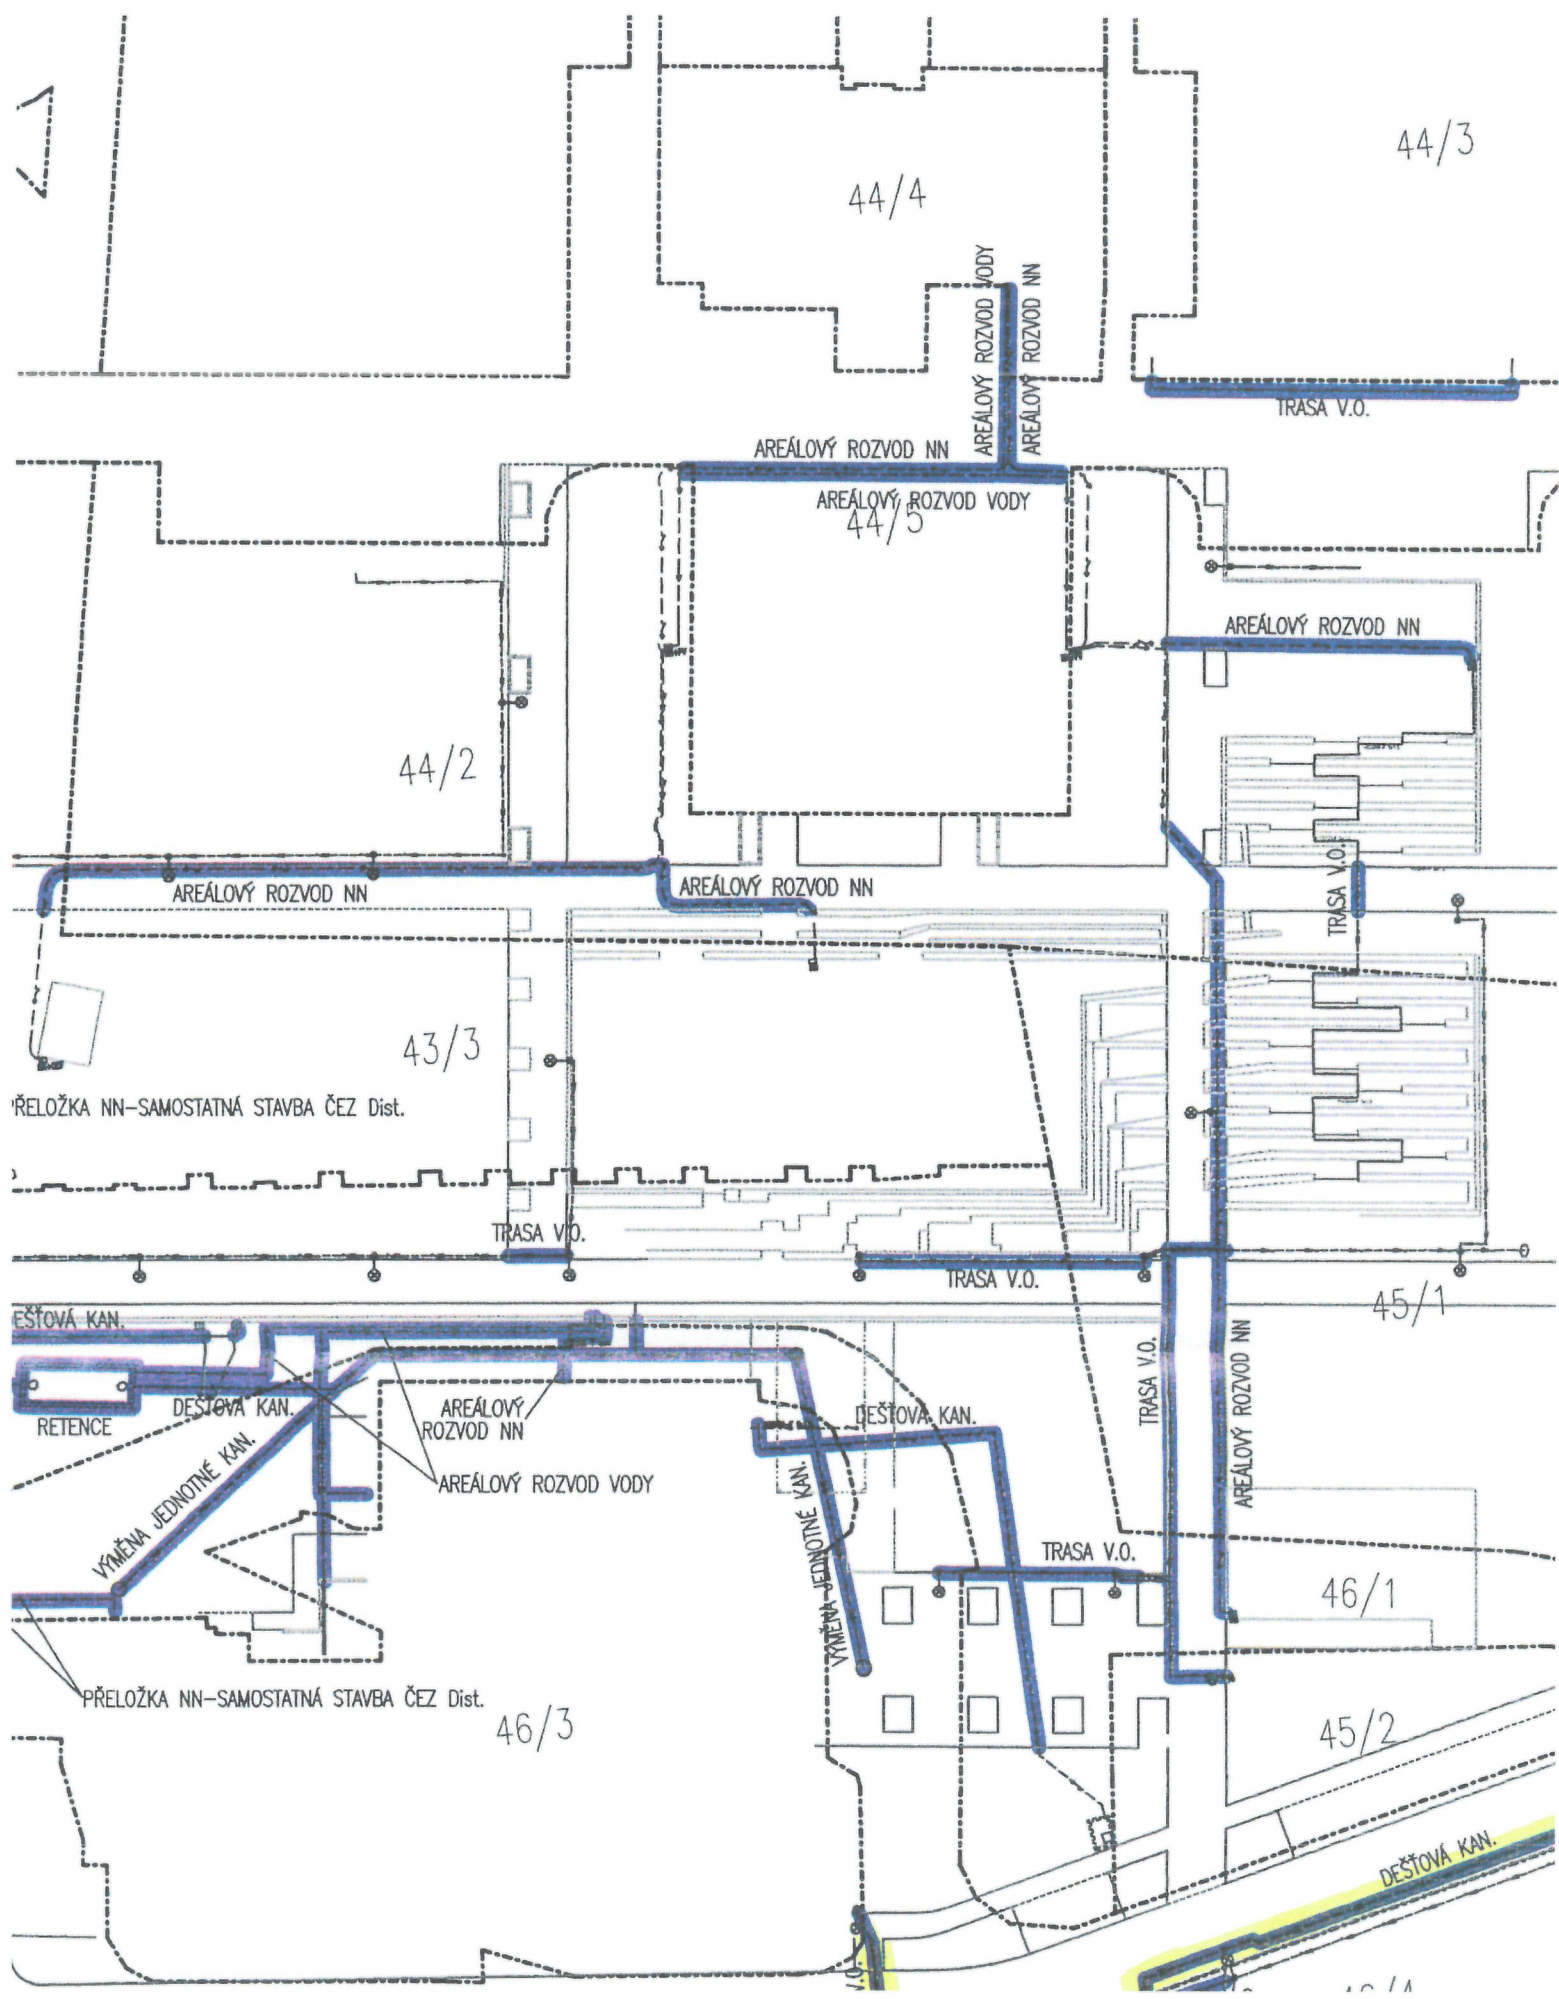 44/3
44/4
AREÁLOVÝ ROZVOD VODY
AREÁLOVÝ ROZVOD NN
TRASA V.O.
AREÁLOVÝ ROZVOD NN
AREÁLOVÝ ROZVOD VODY
44/5
AREÁLOVÝ ROZVOD NN
44/2
TRASA V.O.
AREÁLOVÝ ROZVOD NN
AREÁLOVÝ ROZVOD NN
43/3
PŘELOŽKA NN-SAMOSTATNÁ STAVBA ČEZ Dist.
TRASA V.O.
TRASA V.O.
45/1
EŠŤOVÁ KAN.
TRASA V.O.
AREÁLOVÝ ROZVOD NN
RETENCE
DEŠŤOVÁ KAN.
AREÁLOVÝ
ROZVOD NN
DEŠŤOVÁ KAN.
AREÁLOVÝ ROZVOD VODY
VÝMĚNA JEDNOTNÉ KAN.
VÝMĚNA JEDNOTNÉ KAN.
TRASA V.O.
46/1
PŘELOŽKA NN-SAMOSTATNÁ STAVBA ČEZ Dist.
46/3
45/2
DEŠŤOVÁ KAN.
V.O.